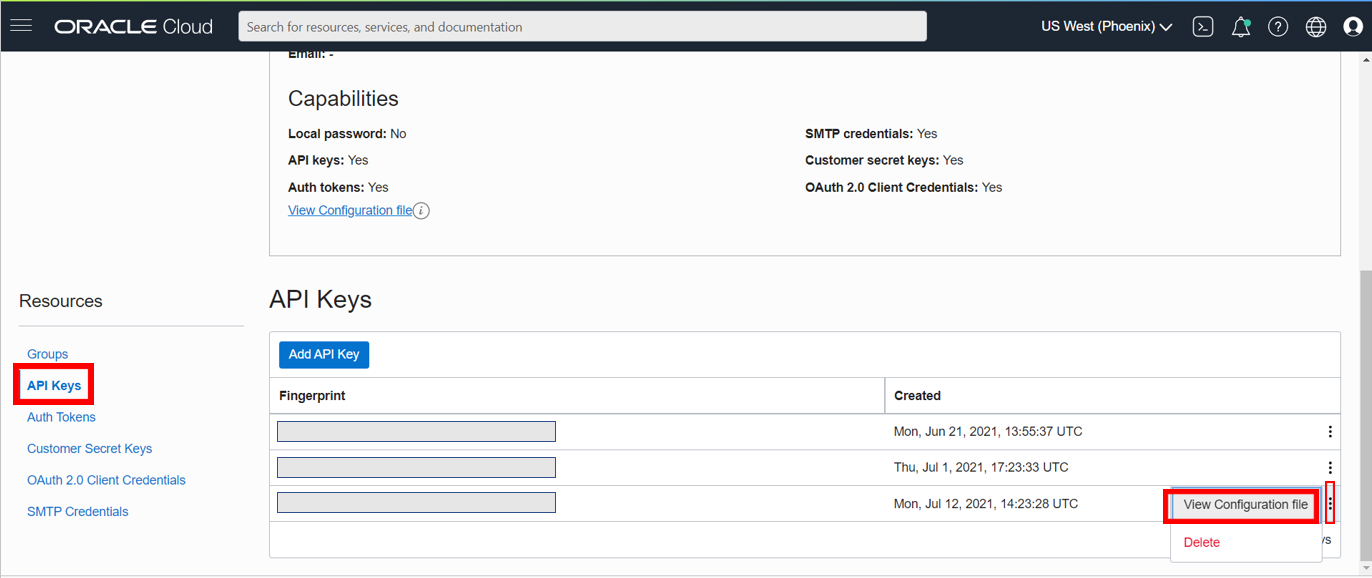 ORACLE Cloud
Search for resources, services, and documentation
US West (Phoenix)
Email: -
Capabilities
Local password: No
SMTP credentials: Yes
API keys: Yes
Customer secret keys: Yes
Auth tokens: Yes
OAuth 2.0 Client Credentials: Yes
View Configuration file
Resources
API Keys
Groups
API Keys
Auth Tokens
Customer Secret Keys
OAuth 2.0 Client Credentials
SMTP Credentials
Add API Key
Fingerprint
Created
Mon, Jun 21, 2021, 13:55:37 UTC
Thu, Jul 1, 2021, 17:23:33 UTC
Mon, Jul 12, 2021, 14:23:28 UTC
View Configuration file
Delete